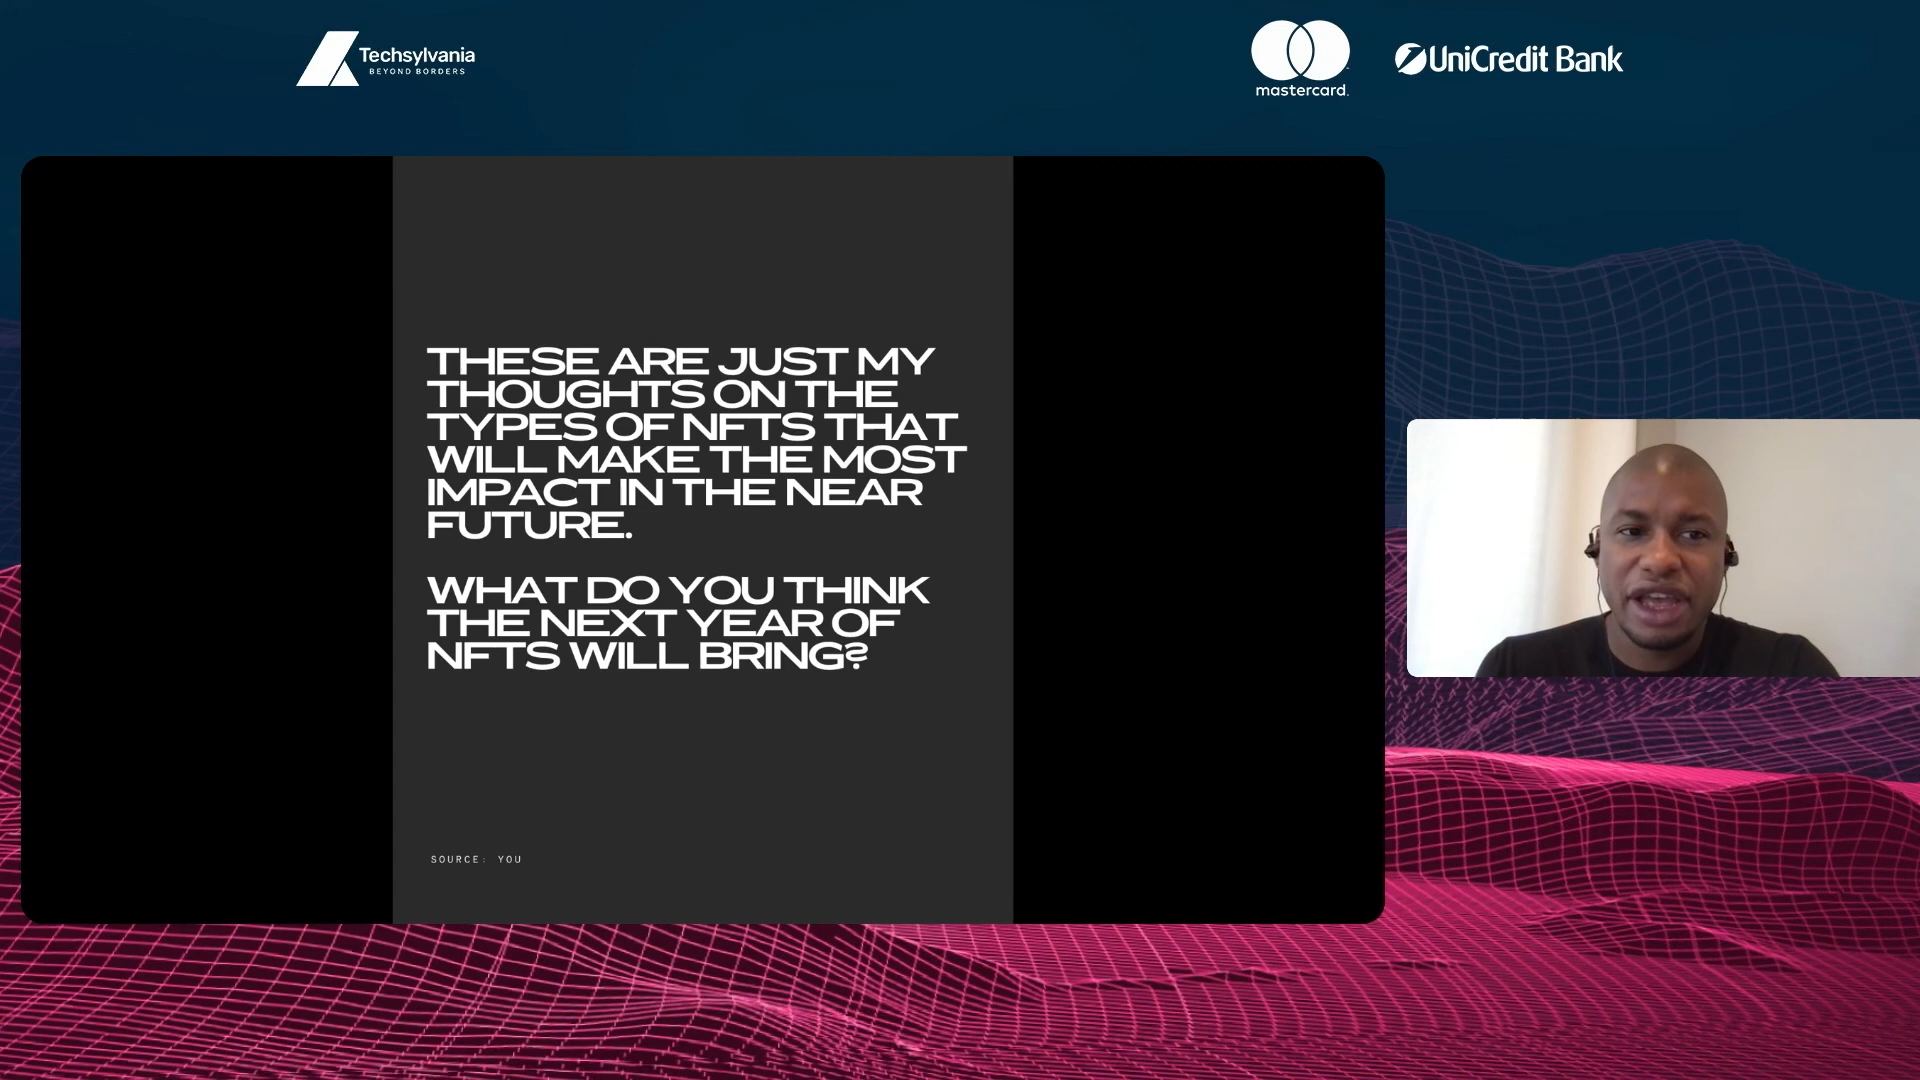 Techsylvania
BEYOND BORDERS
mastercard.
UniCredit Bank
THESE ARE JUST MY
THOUGHTS ON THE
TYPES OF NFTS THAT
WILL MAKE THE MOST
IMPACT IN THE NEAR
FUTURE.
WHAT DO YOU THINK
THE NEXT YEAR OF
NFTS WILL BRING?
SOURCE: YOU